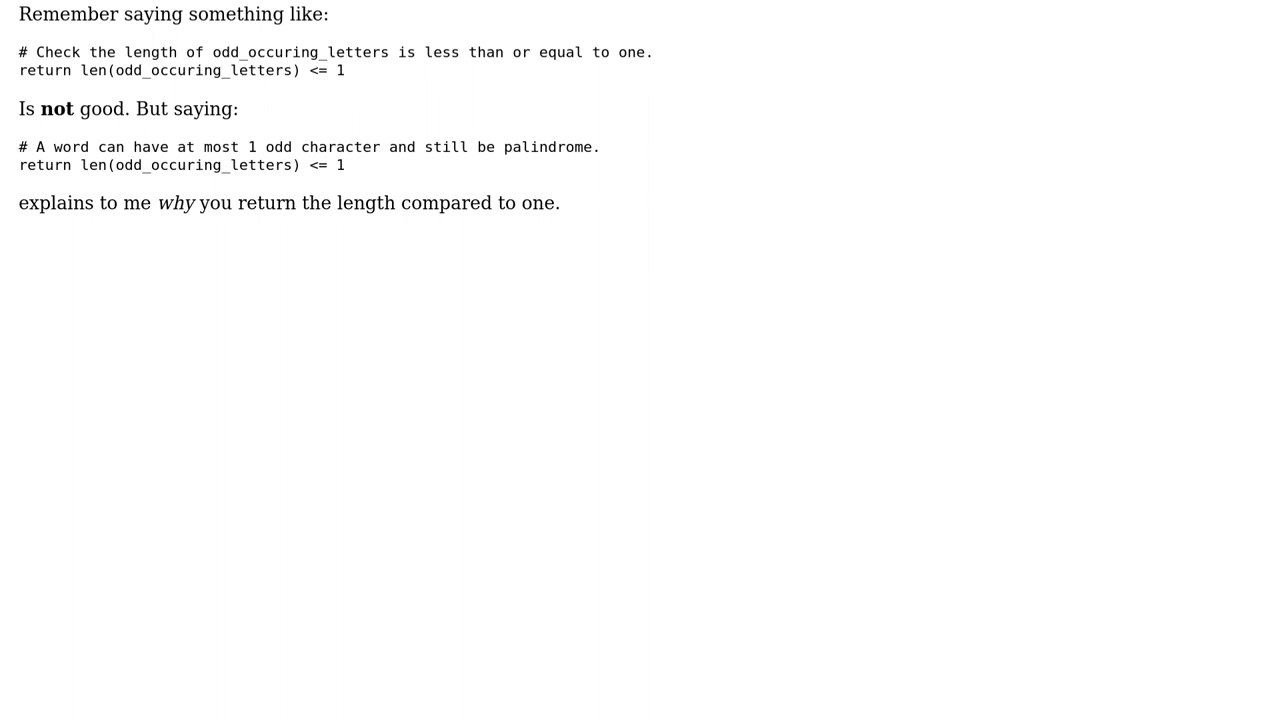 Remember saying something like:
# Check the length of odd_occuring_letters is less than or equal to one.
return len(odd_occuring_letters) <= 1
Is not good. But saying:
# A word can have at most 1 odd character and still be palindrome.
return len(odd_occuring_letters) <= 1
explains to me why you return the length compared to one.